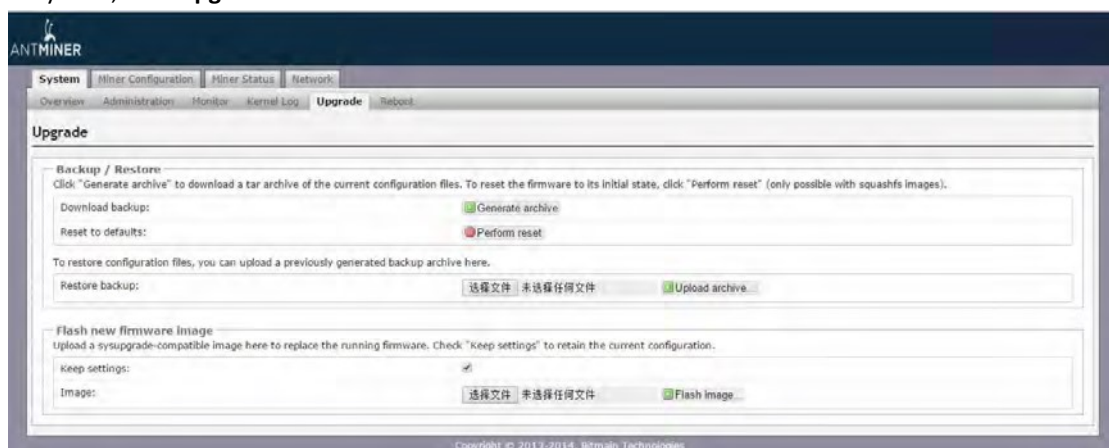 ANTMINER
System Miner Configuration Miner Status Network
Overview Administration Monitor Kernel Log Upgrade Reboot
Upgrade
Backup / Restore
Click "Generate archive" to download a tar archive of the current configuration files. To reset the firmware to its initial state, click "Perform reset" (only possible with squashfs images).
Download backup: Generate archive
Reset to defaults: Perform reset
To restore configuration files, you can upload a previously generated backup archive here.
Restore backup: 选择文件 未选择任何文件 Upload archive...
Flash new firmware image
Upload a sysupgrade-compatible image here to replace the running firmware. Check "Keep settings" to retain the current configuration.
Keep settings:
Image: 选择文件 未选择任何文件 Flash image...
Copyright © 2013-2014, Bitmain Technologies